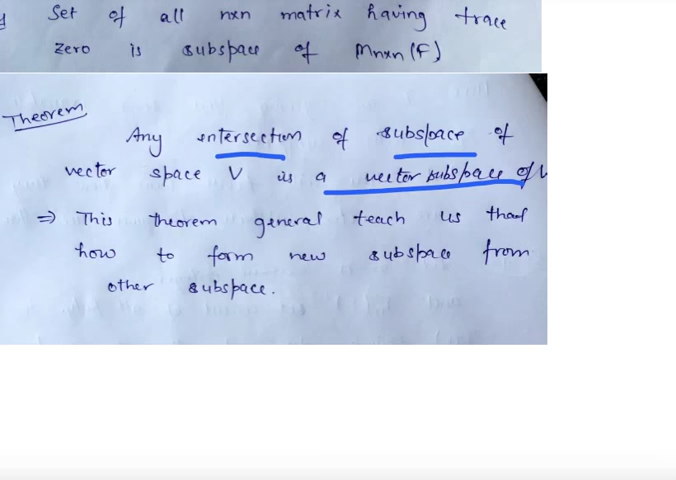 Set of all nxn matrix having trace
zero is subspace of Mnxn (F)
Theorem
Any intersection of subspace of
vector space V is a vector subspace of V
⇒ This theorem general teach us that
how to form new subspace from
other subspace.